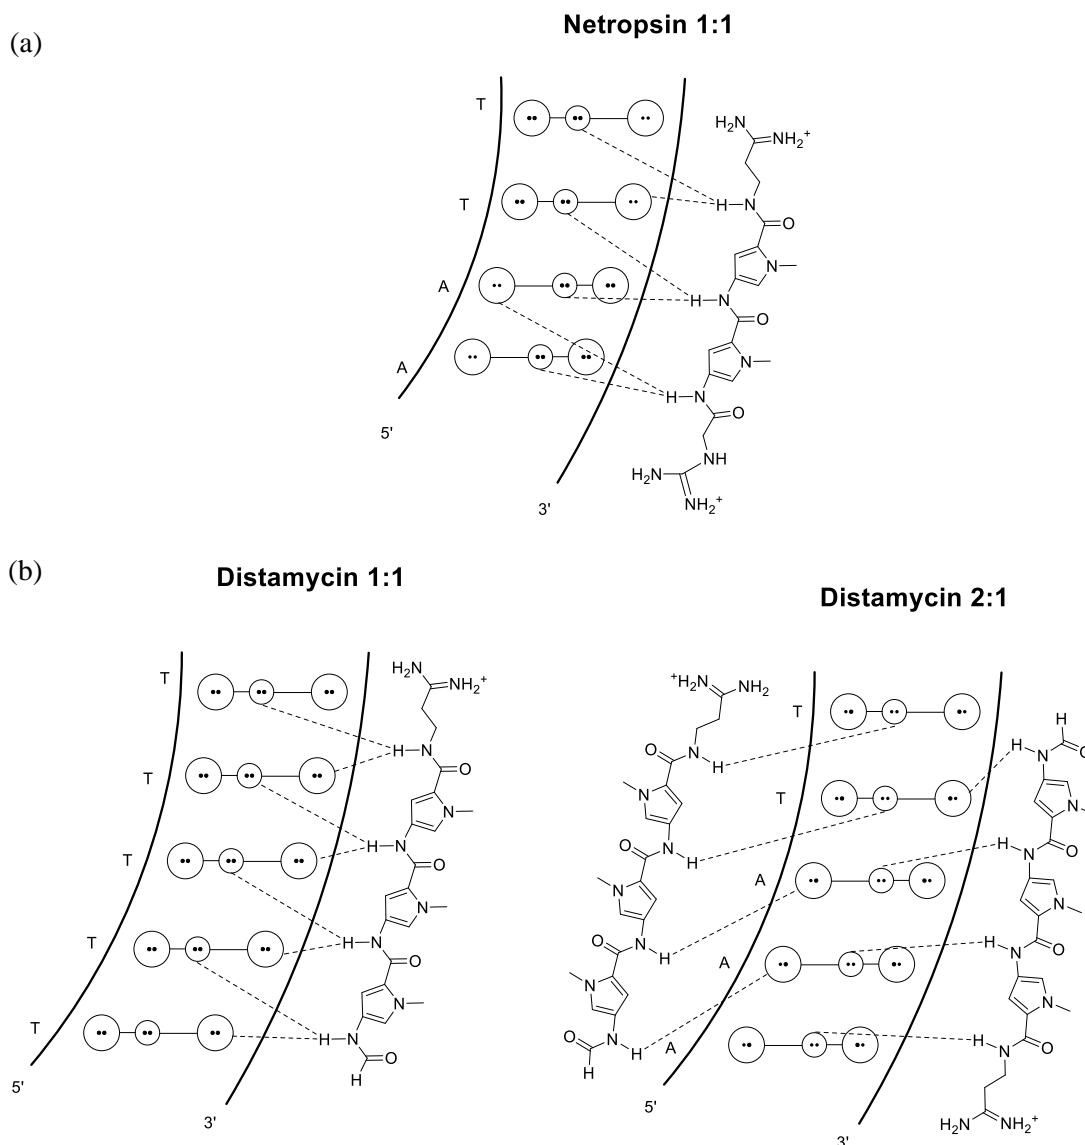 Netropsin 1:1
(a)
T
H₂N
NH₂⁺
T
H
N
O
N
A
H
N
O
N
A
H
N
O
5'
H₂N
NH
NH₂⁺
3'
(b)
Distamycin 1:1
Distamycin 2:1
T
H₂N
NH₂⁺
⁺H₂N
NH₂
T
H
O
T
H
N
O
O
N
H
H
N
O
N
N
T
T
H
N
O
O
N
H
H
N
O
N
N
A
T
H
N
O
O
N
H
A
H
N
O
N
N
T
H
N
O
O
N
H
A
H
N
O
H
H
5'
5'
3'
H₂N
NH₂⁺
3'